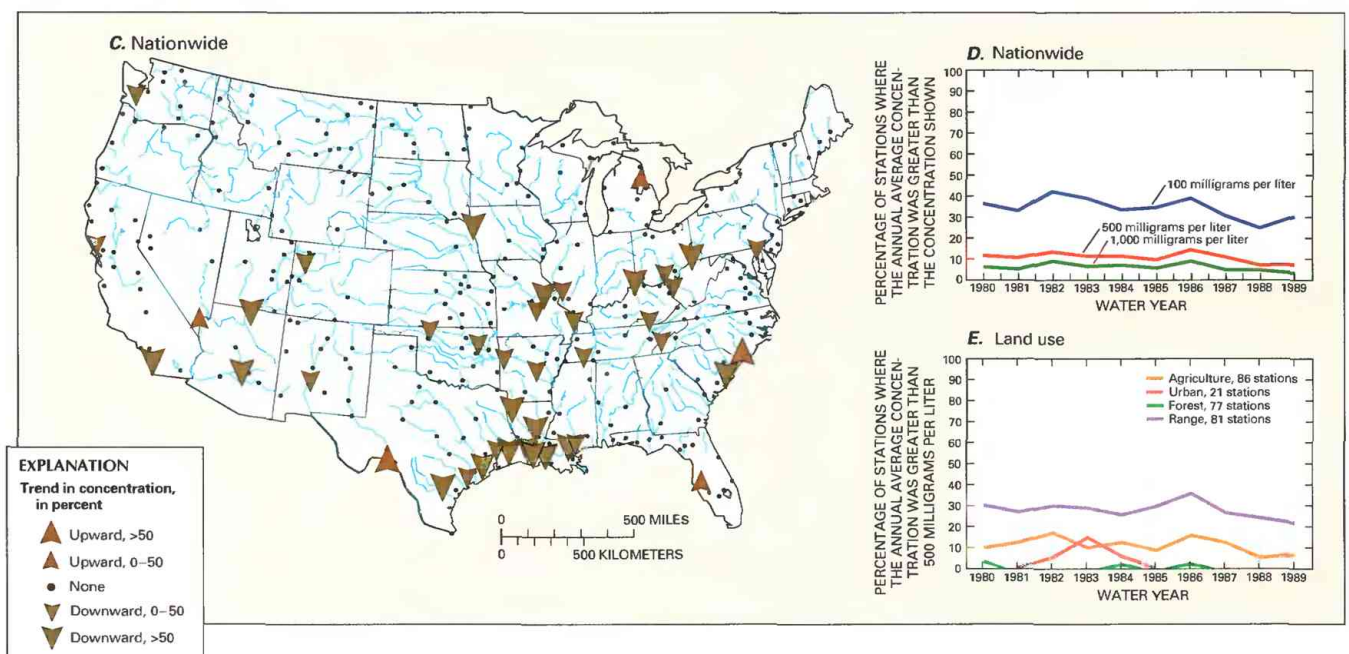 C. Nationwide
0 500 MILES
0 500 KILOMETERS
EXPLANATION
Trend in concentration,
in percent
Upward, >50
Upward, 0–50
None
Downward, 0–50
Downward, >50
D. Nationwide
PERCENTAGE OF STATIONS WHERE
THE ANNUAL AVERAGE CONCEN-
TRATION WAS GREATER THAN
THE CONCENTRATION SHOWN
100
90
80
70
60
50
40
30
20
10
0
100 milligrams per liter
500 milligrams per liter
1,000 milligrams per liter
1980 1981 1982 1983 1984 1985 1986 1987 1988 1989
WATER YEAR
E. Land use
PERCENTAGE OF STATIONS WHERE
THE ANNUAL AVERAGE CONCEN-
TRATION WAS GREATER THAN
500 MILLIGRAMS PER LITER
100
90
80
70
60
50
40
30
20
10
0
Agriculture, 86 stations
Urban, 21 stations
Forest, 77 stations
Range, 81 stations
1980 1981 1982 1983 1984 1985 1986 1987 1988 1989
WATER YEAR